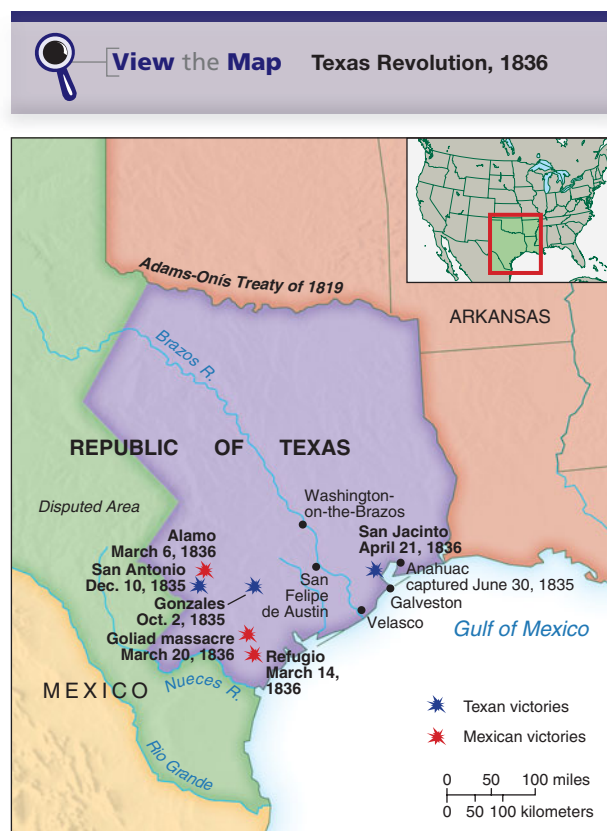 View the Map Texas Revolution, 1836
Adams-Onís Treaty of 1819
ARKANSAS
Brazos R.
REPUBLIC OF TEXAS
Disputed Area
Washington-
on-the-Brazos
Alamo
March 6, 1836
San Jacinto
April 21, 1836
San Antonio
Dec. 10, 1835
Anahuac
captured June 30, 1835
San
Felipe
de Austin
Gonzales
Oct. 2, 1835
Galveston
Velasco
Goliad massacre
March 20, 1836
Refugio
March 14,
1836
Gulf of Mexico
MEXICO
Nueces R.
Rio Grande
Texan victories
Mexican victories
0 50 100 miles
0 50 100 kilometers